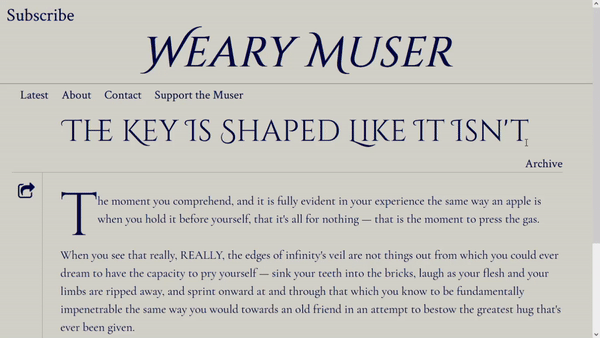 Subscribe
WEARY MUSER
Latest About Contact Support the Muser
THE KEY IS SHAPED LIKE IT ISN'T
Archive
The moment you comprehend, and it is fully evident in your experience the same way an apple is
when you hold it before yourself, that it's all for nothing — that is the moment to press the gas.
When you see that really, REALLY, the edges of infinity's veil are not things out from which you could ever
dream to have the capacity to pry yourself — sink your teeth into the bricks, laugh as your flesh and your
limbs are ripped away, and sprint onward at and through that which you know to be fundamentally
impenetrable the same way you would towards an old friend in an attempt to bestow the greatest hug that's
ever been given.